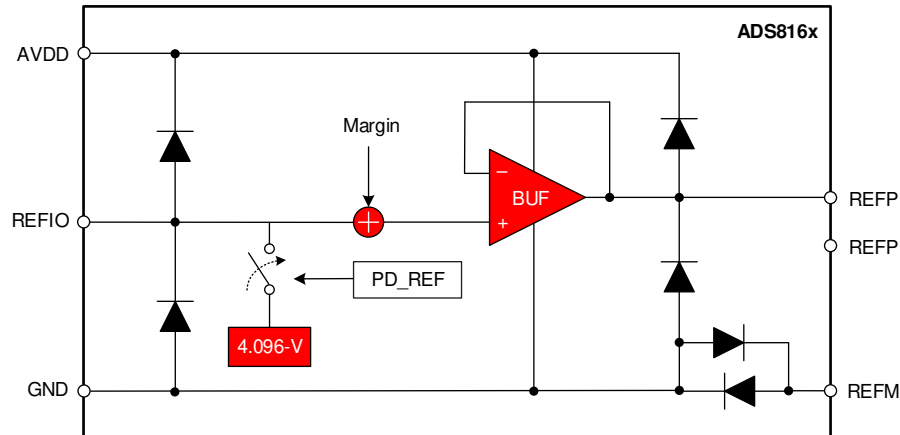 ADS816x
AVDD
Margin
−
BUF
+
REFIO
REFP
REFP
PD_REF
4.096-V
GND
REFM